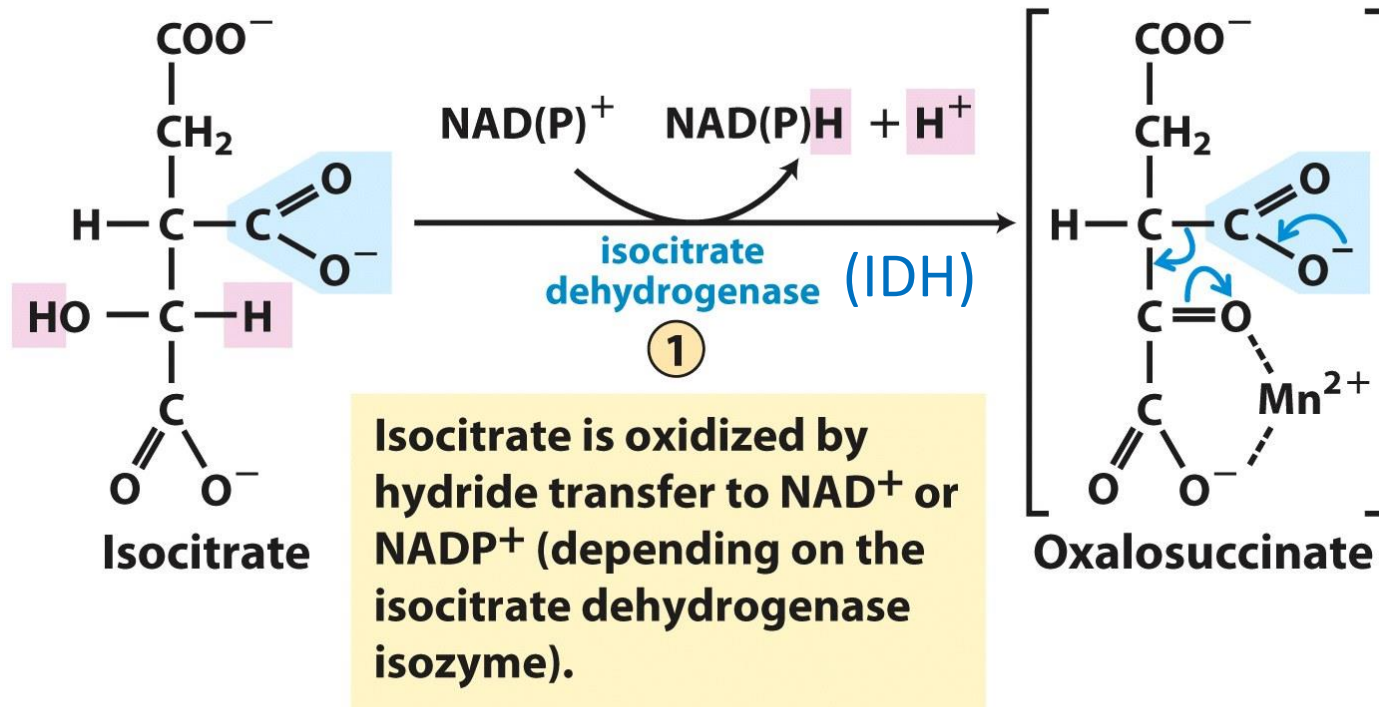 COO−
CH2
H—C—C
O
O−
HO—C—H
C
O O−
Isocitrate
NAD(P)+ NAD(P)H + H+
isocitrate
dehydrogenase (IDH)
1
Isocitrate is oxidized by
hydride transfer to NAD+ or
NADP+ (depending on the
isocitrate dehydrogenase
isozyme).
COO−
CH2
H—C—C
O
O−
C=O
Mn2+
C
O O−
Oxalosuccinate